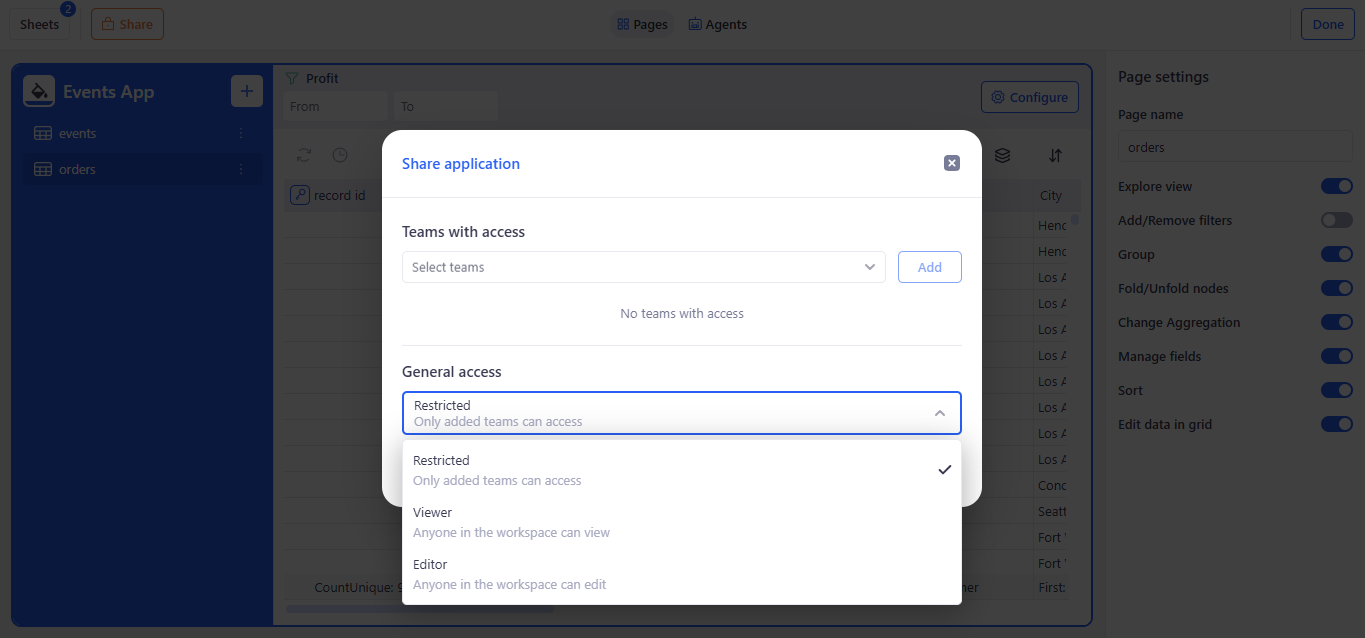 Sheets
2
Share
Pages
Agents
Done
Events App
events
orders
Profit
From
To
Configure
record id
City
Henc
Henc
Los A
Los A
Los A
Los A
Los A
Los A
Los A
Los A
Conc
Seatt
Fort
Fort
CountUnique: 9
ner
First:
Share application
Teams with access
Select teams
Add
No teams with access
General access
Restricted
Only added teams can access
Restricted
Only added teams can access
Viewer
Anyone in the workspace can view
Editor
Anyone in the workspace can edit
Page settings
Page name
orders
Explore view
Add/Remove filters
Group
Fold/Unfold nodes
Change Aggregation
Manage fields
Sort
Edit data in grid